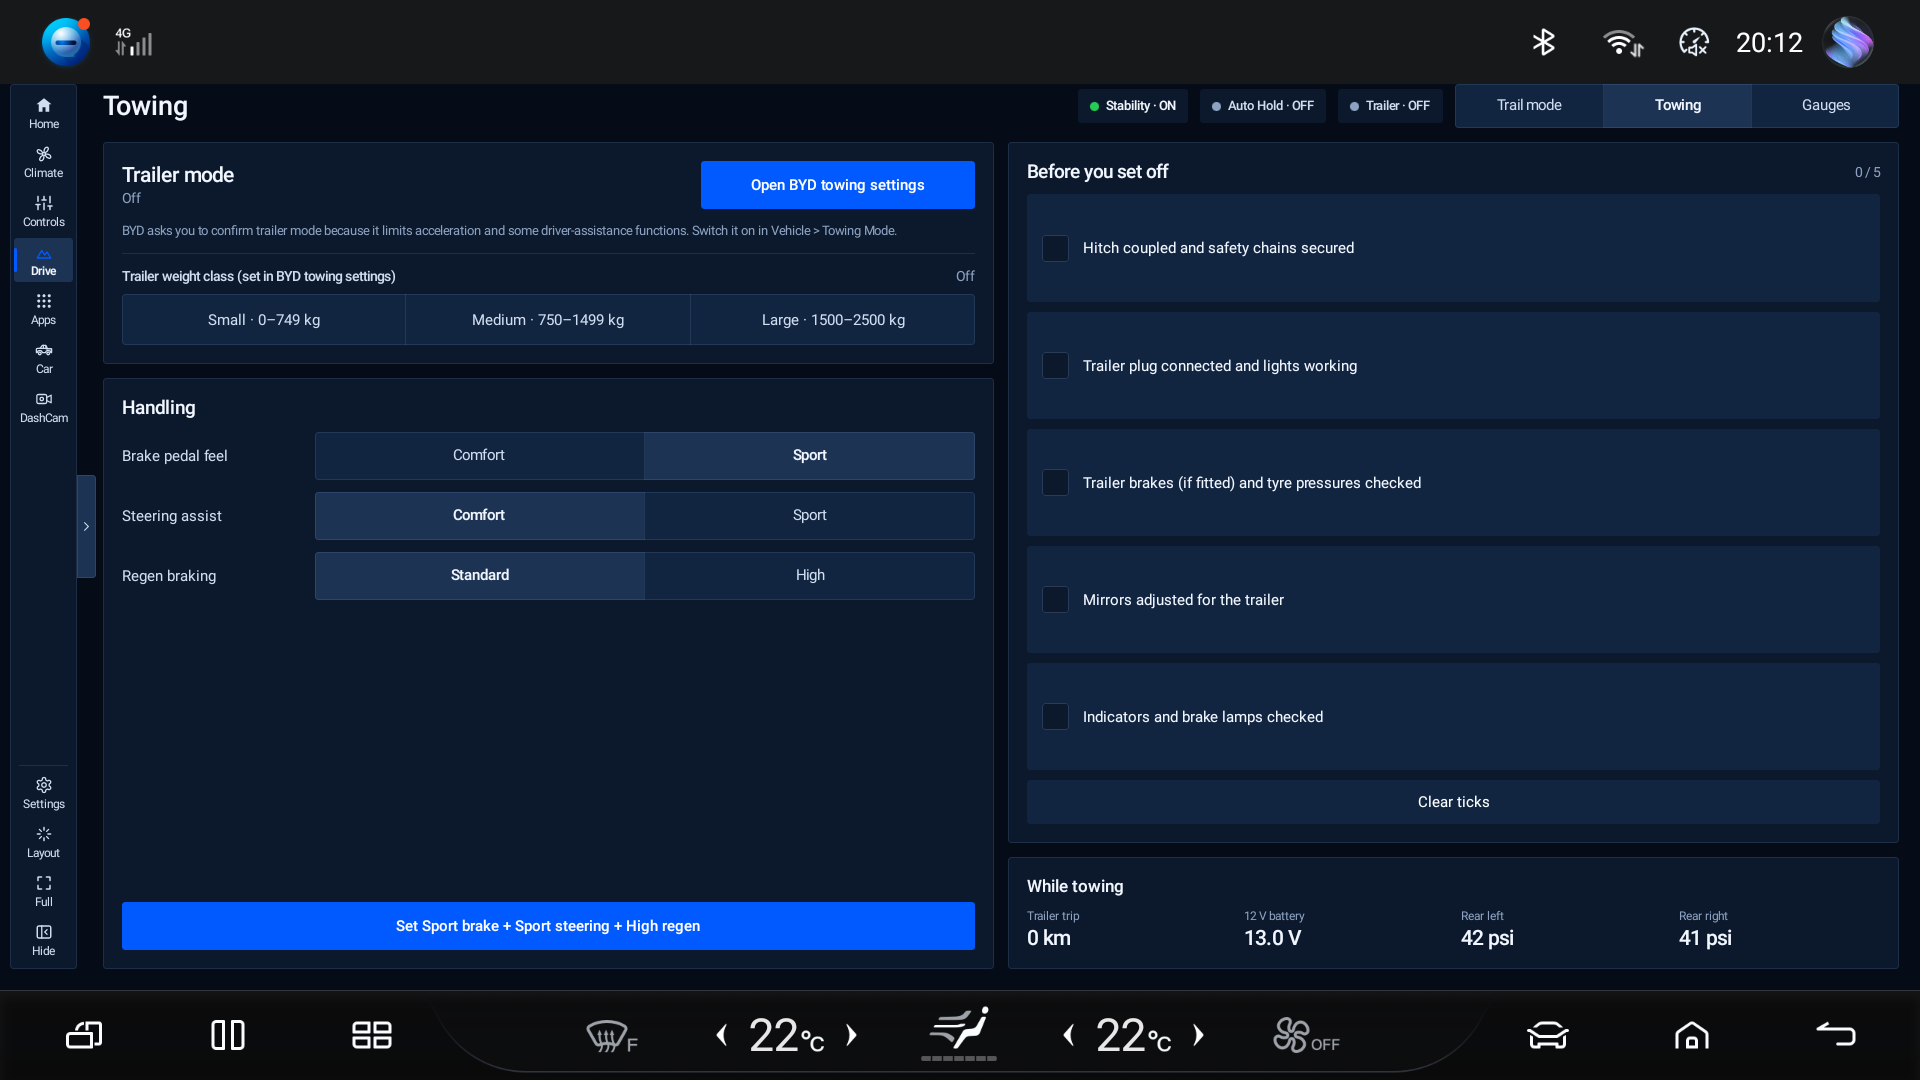 4G
20:12
Home
Climate
Controls
Drive
Apps
Car
DashCam
Settings
Layout
Full
Hide
Towing
Stability · ON
Auto Hold · OFF
Trailer · OFF
Trail mode
Towing
Gauges
Trailer mode
Off
Open BYD towing settings
BYD asks you to confirm trailer mode because it limits acceleration and some driver-assistance functions. Switch it on in Vehicle > Towing Mode.
Trailer weight class (set in BYD towing settings)
Off
Small · 0–749 kg
Medium · 750–1499 kg
Large · 1500–2500 kg
Handling
Brake pedal feel
Comfort
Sport
Steering assist
Comfort
Sport
Regen braking
Standard
High
Set Sport brake + Sport steering + High regen
Before you set off
0 / 5
Hitch coupled and safety chains secured
Trailer plug connected and lights working
Trailer brakes (if fitted) and tyre pressures checked
Mirrors adjusted for the trailer
Indicators and brake lamps checked
Clear ticks
While towing
Trailer trip
0 km
12 V battery
13.0 V
Rear left
42 psi
Rear right
41 psi
F
22°C
22°C
OFF